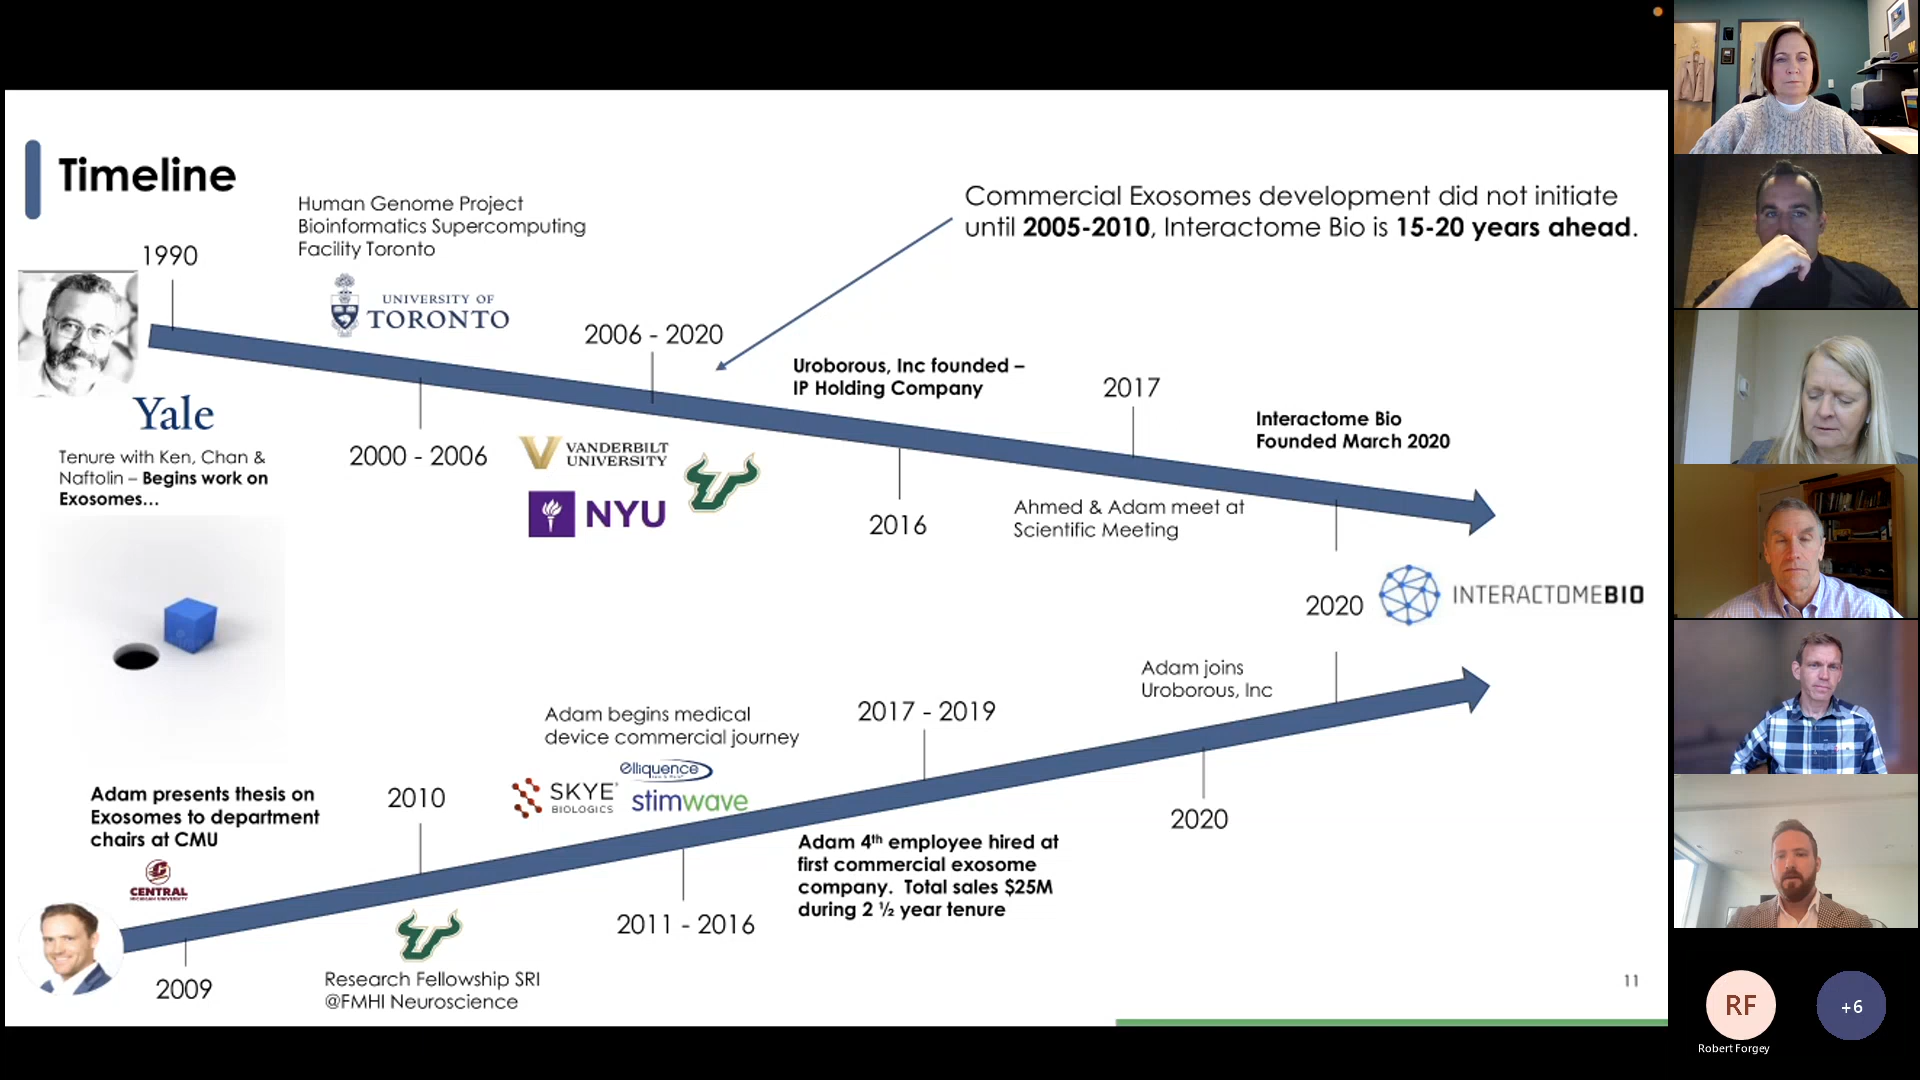 Timeline
Human Genome Project
Bioinformatics Supercomputing
Facility Toronto
Commercial Exosomes development did not initiate
until 2005-2010, Interactome Bio is 15-20 years ahead.
1990
UNIVERSITY OF
TORONTO
2006 - 2020
Uroborous, Inc founded –
IP Holding Company
2017
Interactome Bio
Founded March 2020
Yale
Tenure with Ken, Chan &
Naftolin – Begins work on
Exosomes...
2000 - 2006
VANDERBILT
UNIVERSITY
NYU
2016
Ahmed & Adam meet at
Scientific Meeting
2020
INTERACTOMEBIO
Adam joins
Uroborous, Inc
Adam begins medical
device commercial journey
2017 - 2019
elliquence
SKYE
BIOLOGICS
stimwave
Adam presents thesis on
Exosomes to department
chairs at CMU
2010
2020
CENTRAL
MICHIGAN UNIVERSITY
Adam 4th employee hired at
first commercial exosome
company. Total sales $25M
during 2 ½ year tenure
2011 - 2016
2009
Research Fellowship SRI
@FMHI Neuroscience
11
RF
+6
Robert Forgey